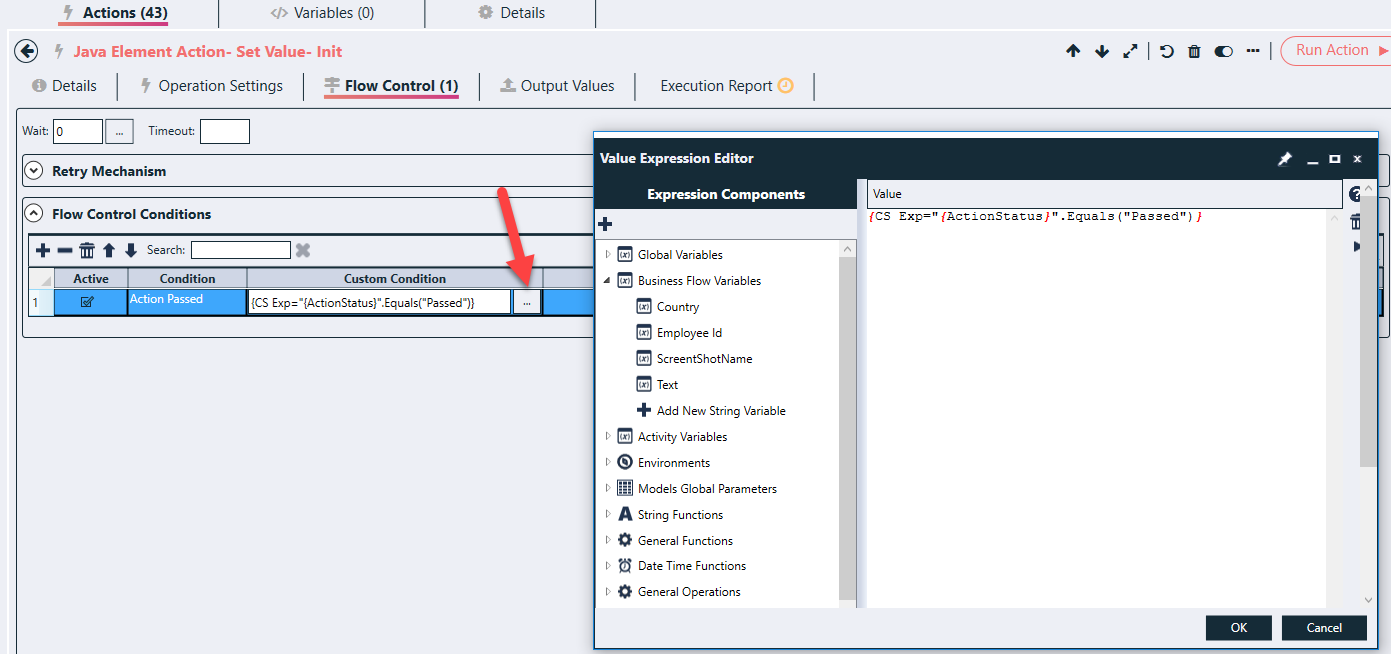 Actions (43)
</> Variables (0)
Details
Java Element Action- Set Value- Init
Run Action
Details
Operation Settings
Flow Control (1)
Output Values
Execution Report
Wait: 0 ... Timeout:
Retry Mechanism
Flow Control Conditions
Search:
Active Condition Custom Condition
1 Action Passed {CS Exp="{ActionStatus}".Equals("Passed")} ...
Value Expression Editor
Expression Components
Global Variables
Business Flow Variables
Country
Employee Id
ScreentShotName
Text
Add New String Variable
Activity Variables
Environments
Models Global Parameters
String Functions
General Functions
Date Time Functions
General Operations
Value
{CS Exp="{ActionStatus}".Equals("Passed")}
OK
Cancel